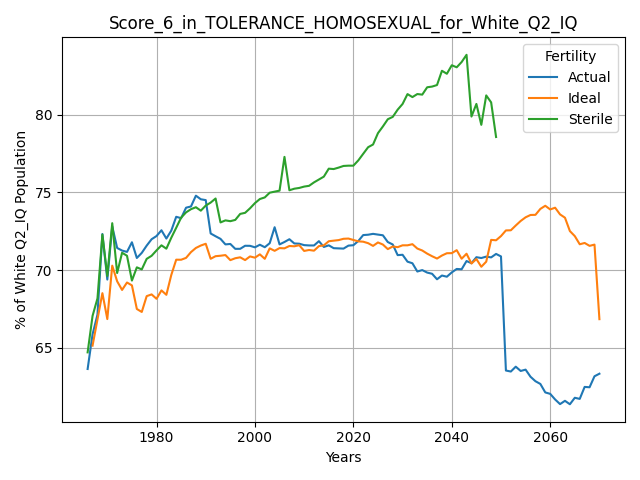 Score_6_in_TOLERANCE_HOMOSEXUAL_for_White_Q2_IQ
Fertility
Actual
Ideal
Sterile
% of White Q2_IQ Population
80
75
70
65
1980
2000
2020
2040
2060
Years